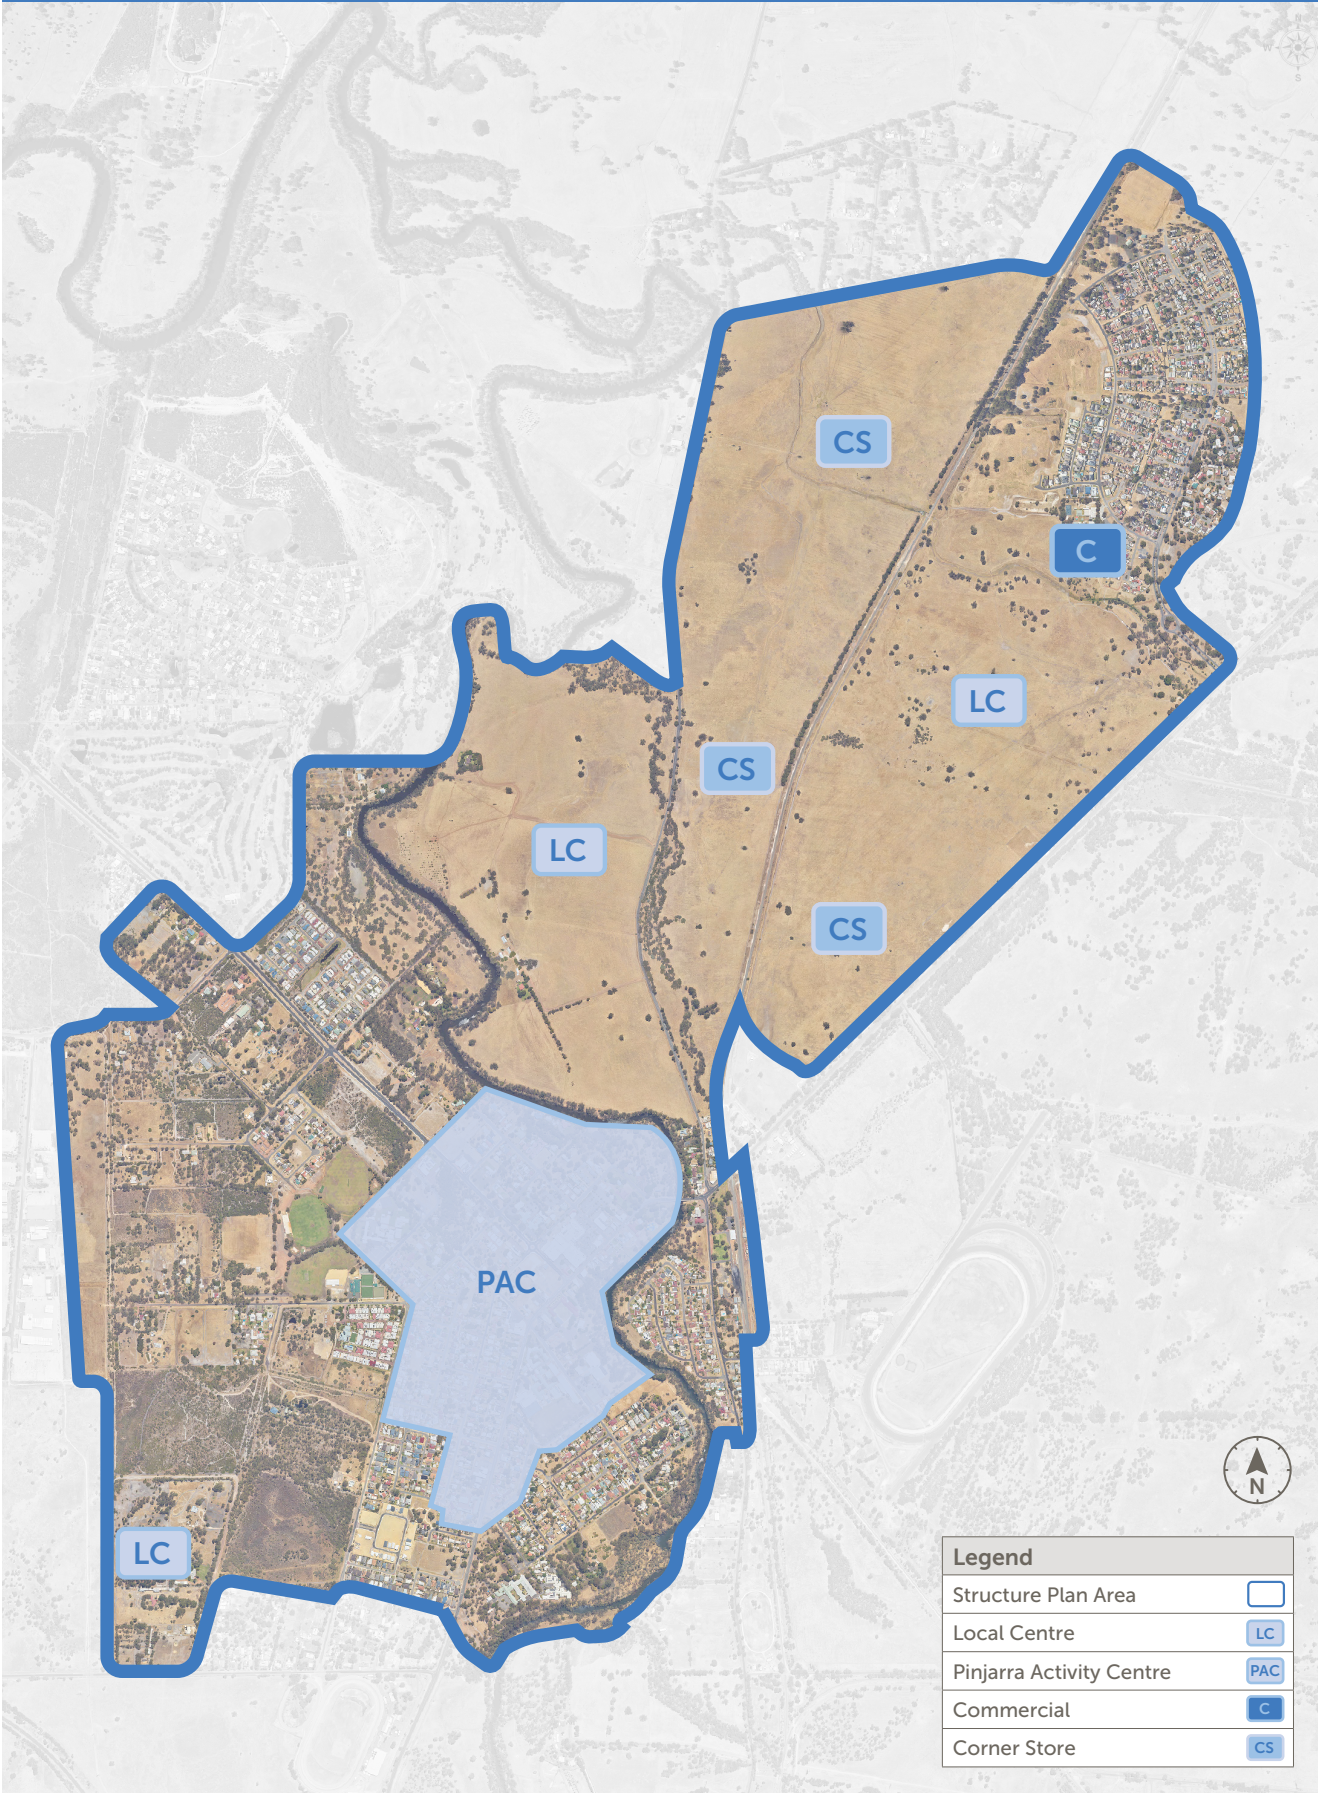 CS
C
LC
CS
LC
CS
PAC
LC
N
Legend
Structure Plan Area
Local Centre LC
Pinjarra Activity Centre PAC
Commercial C
Corner Store CS